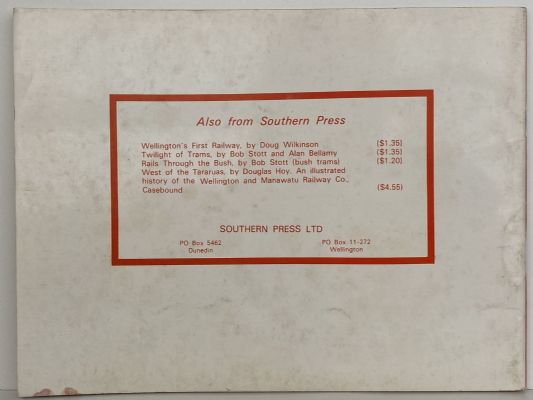 Also from Southern Press
Wellington's First Railway, by Doug Wilkinson ($1.35)
Twilight of Trams, by Bob Stott and Alan Bellamy ($1.35)
Rails Through the Bush, by Bob Stott (bush trams) ($1.20)
West of the Tararuas, by Douglas Hoy. An illustrated
history of the Wellington and Manawatu Railway Co.,
Casebound ($4.55)
SOUTHERN PRESS LTD
PO Box 5462 PO Box 11-272
Dunedin Wellington